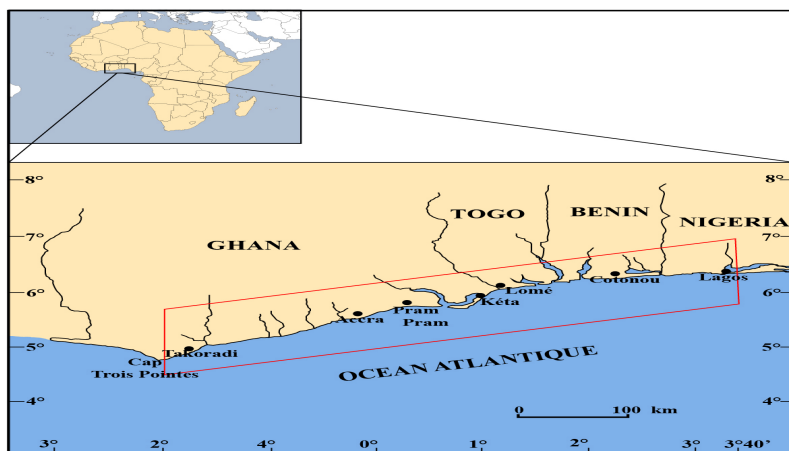 8°
8°
TOGO
BENIN
NIGERIA
GHANA
7°
7°
6°
6°
Lomé
Cotonou
Lagos
Kéta
Pram
Pram
Accra
5°
5°
Takoradi
Cap
Trois Pointes
OCEAN ATLANTIQUE
4°
4°
0
100 km
3°
2°
4°
0°
1°
2°
3°
3°40'